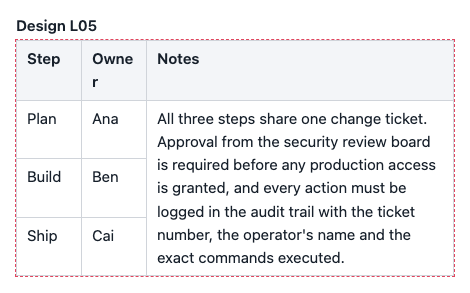 Design L05
Step
Owner
Notes
Plan
Ana
All three steps share one change ticket.
Approval from the security review board
is required before any production access
is granted, and every action must be
logged in the audit trail with the ticket
number, the operator's name and the
exact commands executed.
Build
Ben
Ship
Cai